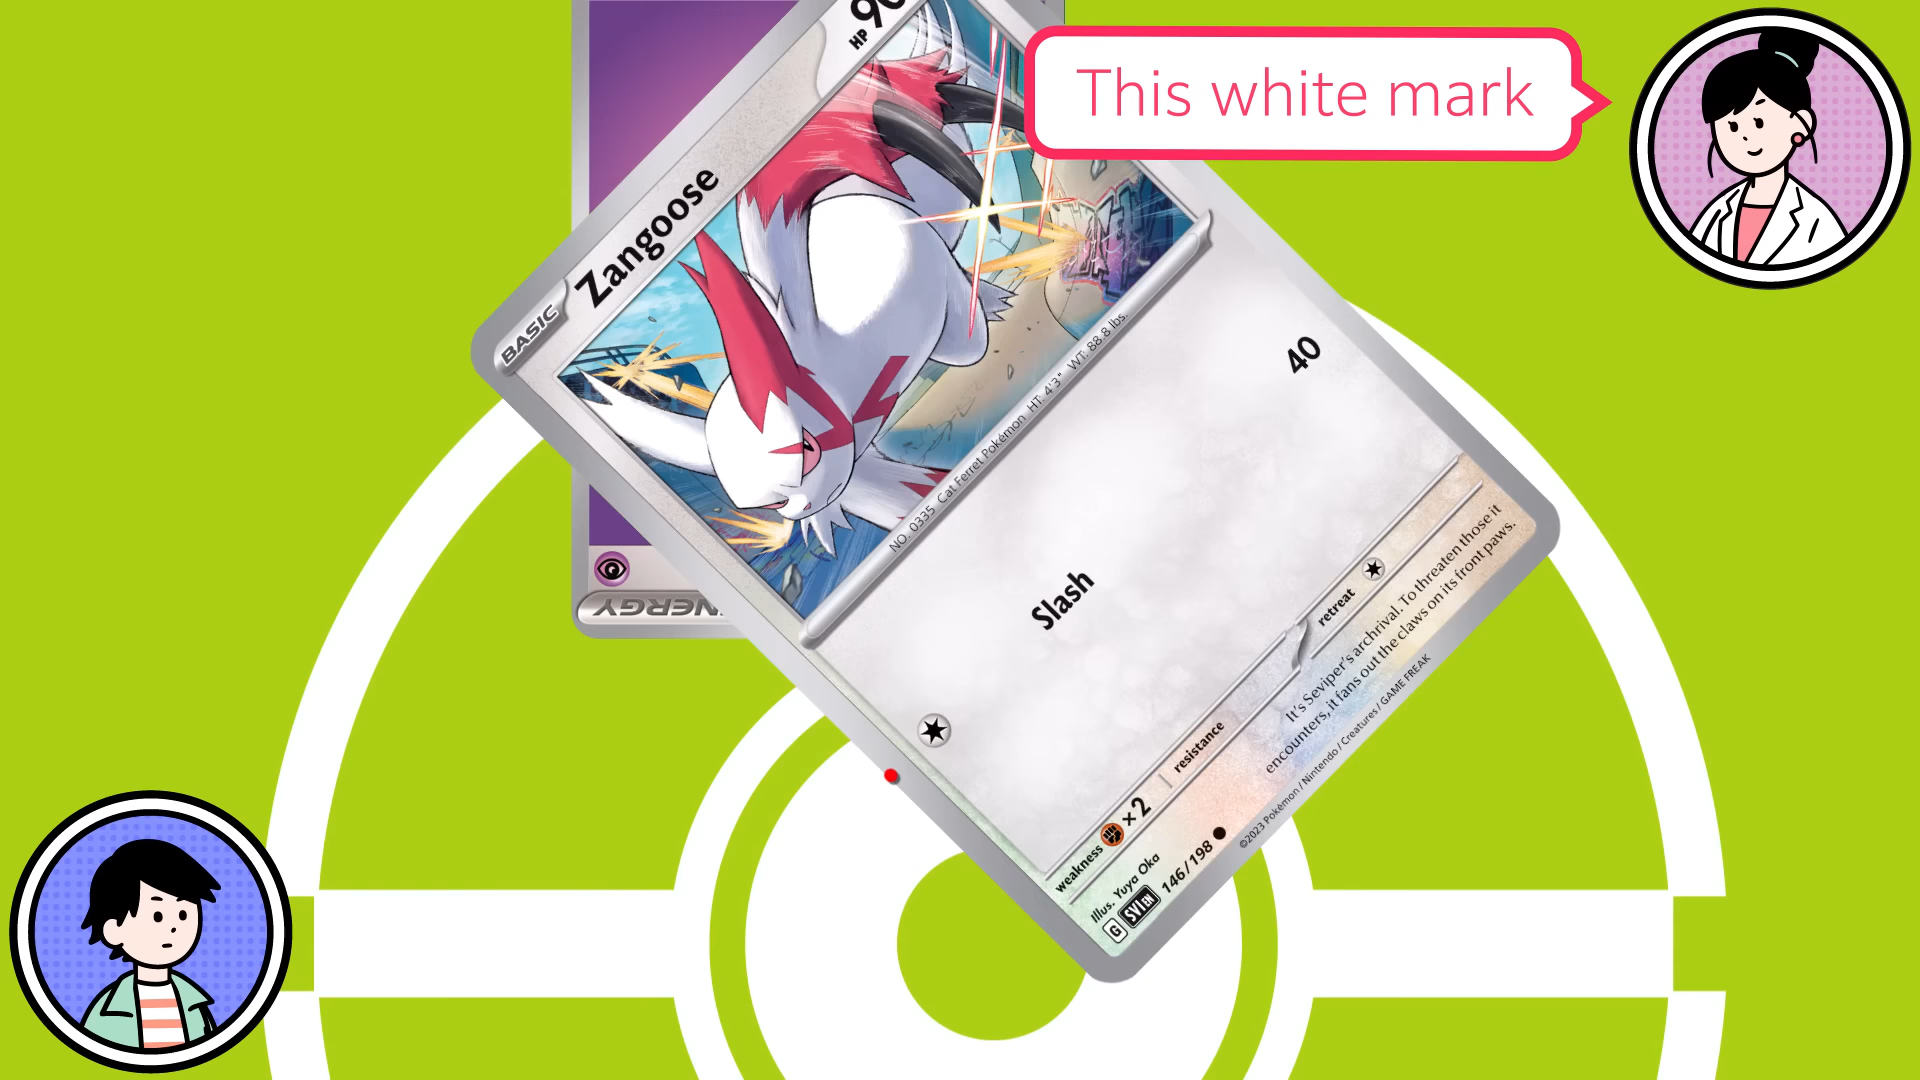 This white mark
HP 90
BASIC
Zangoose
NO. 0335 Cat Ferret Pokémon HT: 4'3" WT: 88.8 lbs.
Slash
40
weakness
×2
resistance
retreat
It's Seviper's archrival. To threaten those it
encounters, it fans out the claws on its front paws.
Illus. Yuya Oka
G
SVI EN
146/198
©2023 Pokémon / Nintendo / Creatures / GAME FREAK